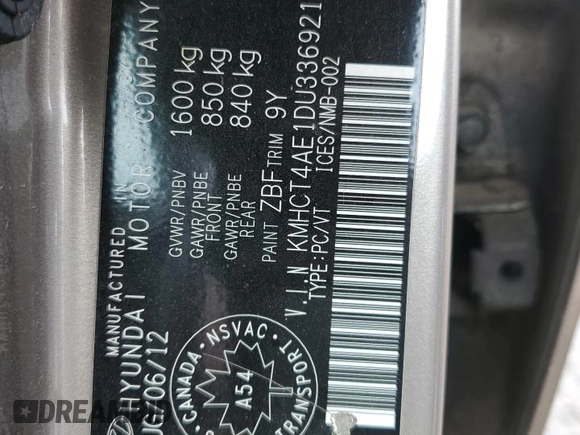 MANUFACTURED IN
HYUNDAI MOTOR COMPANY
06/12
GVWR/PNBV 1600 kg
GAWR/PNBE FRONT 850 kg
GAWR/PNBE REAR 840 kg
PAINT ZBF TRIM 9Y
V.I.N KMHCT4AE1DU336921
TYPE:PC/VT ICES/NMB-002
CANADA
NSVAC
A54
TRANSPORT
DREAM